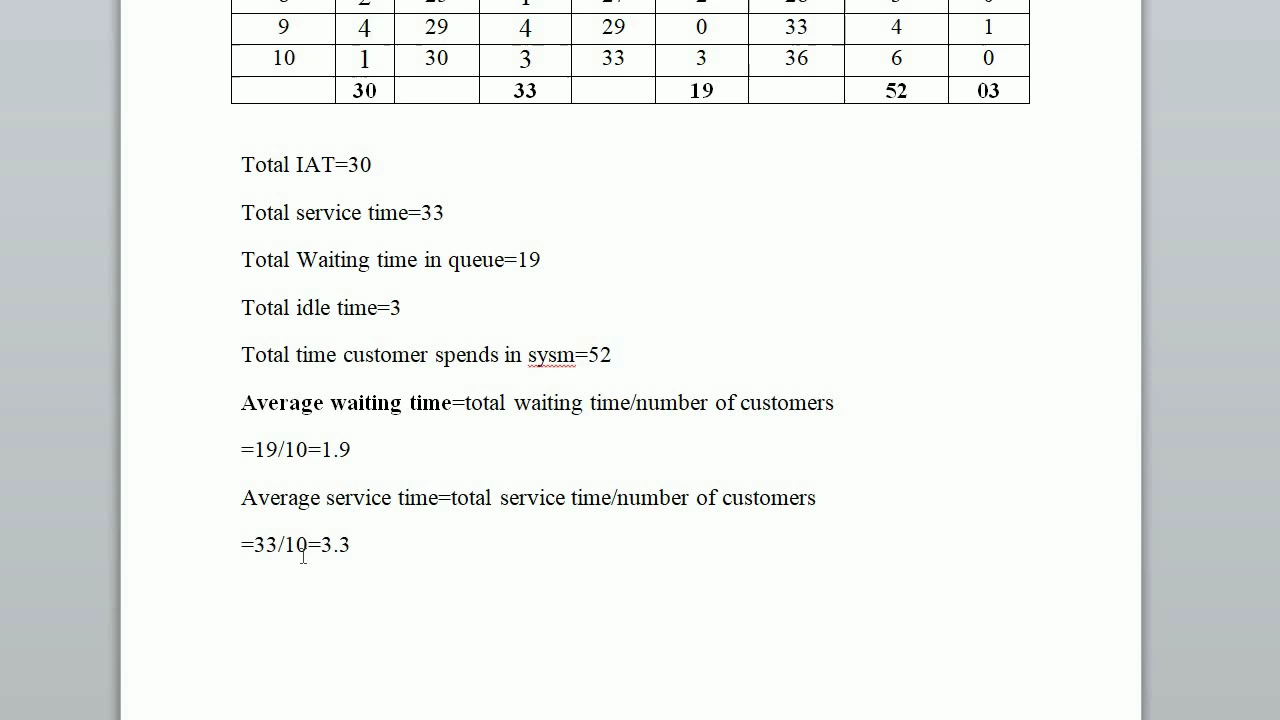 9 4 29 4 29 0 33 4 1
10 1 30 3 33 3 36 6 0
30 33 19 52 03
Total IAT=30
Total service time=33
Total Waiting time in queue=19
Total idle time=3
Total time customer spends in sysm=52
Average waiting time=total waiting time/number of customers
=19/10=1.9
Average service time=total service time/number of customers
=33/10=3.3